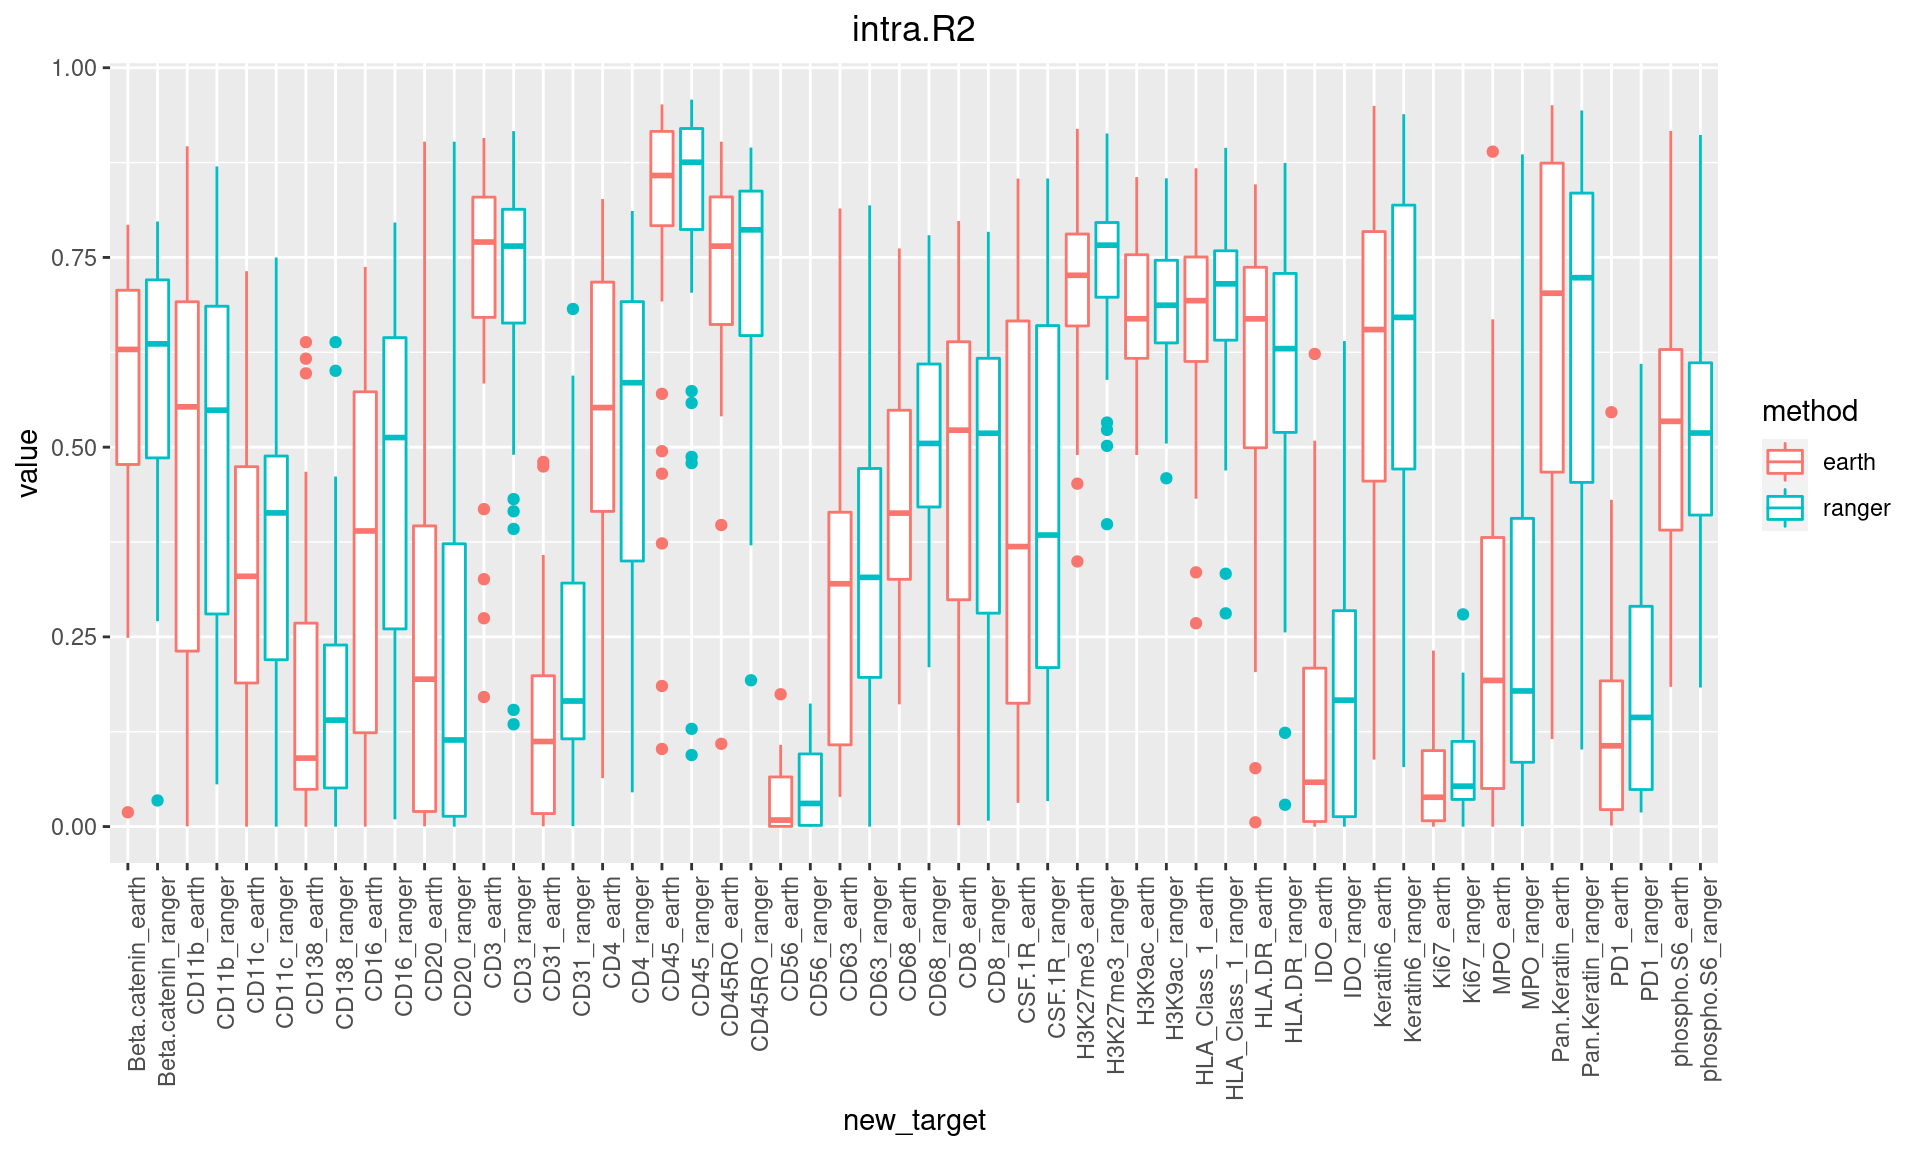 intra.R2
1.00
0.75
0.50
0.25
0.00
value
Beta.catenin_earth
Beta.catenin_ranger
CD11b_earth
CD11b_ranger
CD11c_earth
CD11c_ranger
CD138_earth
CD138_ranger
CD16_earth
CD16_ranger
CD20_earth
CD20_ranger
CD3_earth
CD3_ranger
CD31_earth
CD31_ranger
CD4_earth
CD4_ranger
CD45_earth
CD45_ranger
CD45RO_earth
CD45RO_ranger
CD56_earth
CD56_ranger
CD63_earth
CD63_ranger
CD68_earth
CD68_ranger
CD8_earth
CD8_ranger
CSF.1R_earth
CSF.1R_ranger
H3K27me3_earth
H3K27me3_ranger
H3K9ac_earth
H3K9ac_ranger
HLA_Class_1_earth
HLA_Class_1_ranger
HLA.DR_earth
HLA.DR_ranger
IDO_earth
IDO_ranger
Keratin6_earth
Keratin6_ranger
Ki67_earth
Ki67_ranger
MPO_earth
MPO_ranger
Pan.Keratin_earth
Pan.Keratin_ranger
PD1_earth
PD1_ranger
phospho.S6_earth
phospho.S6_ranger
new_target
method
earth
ranger